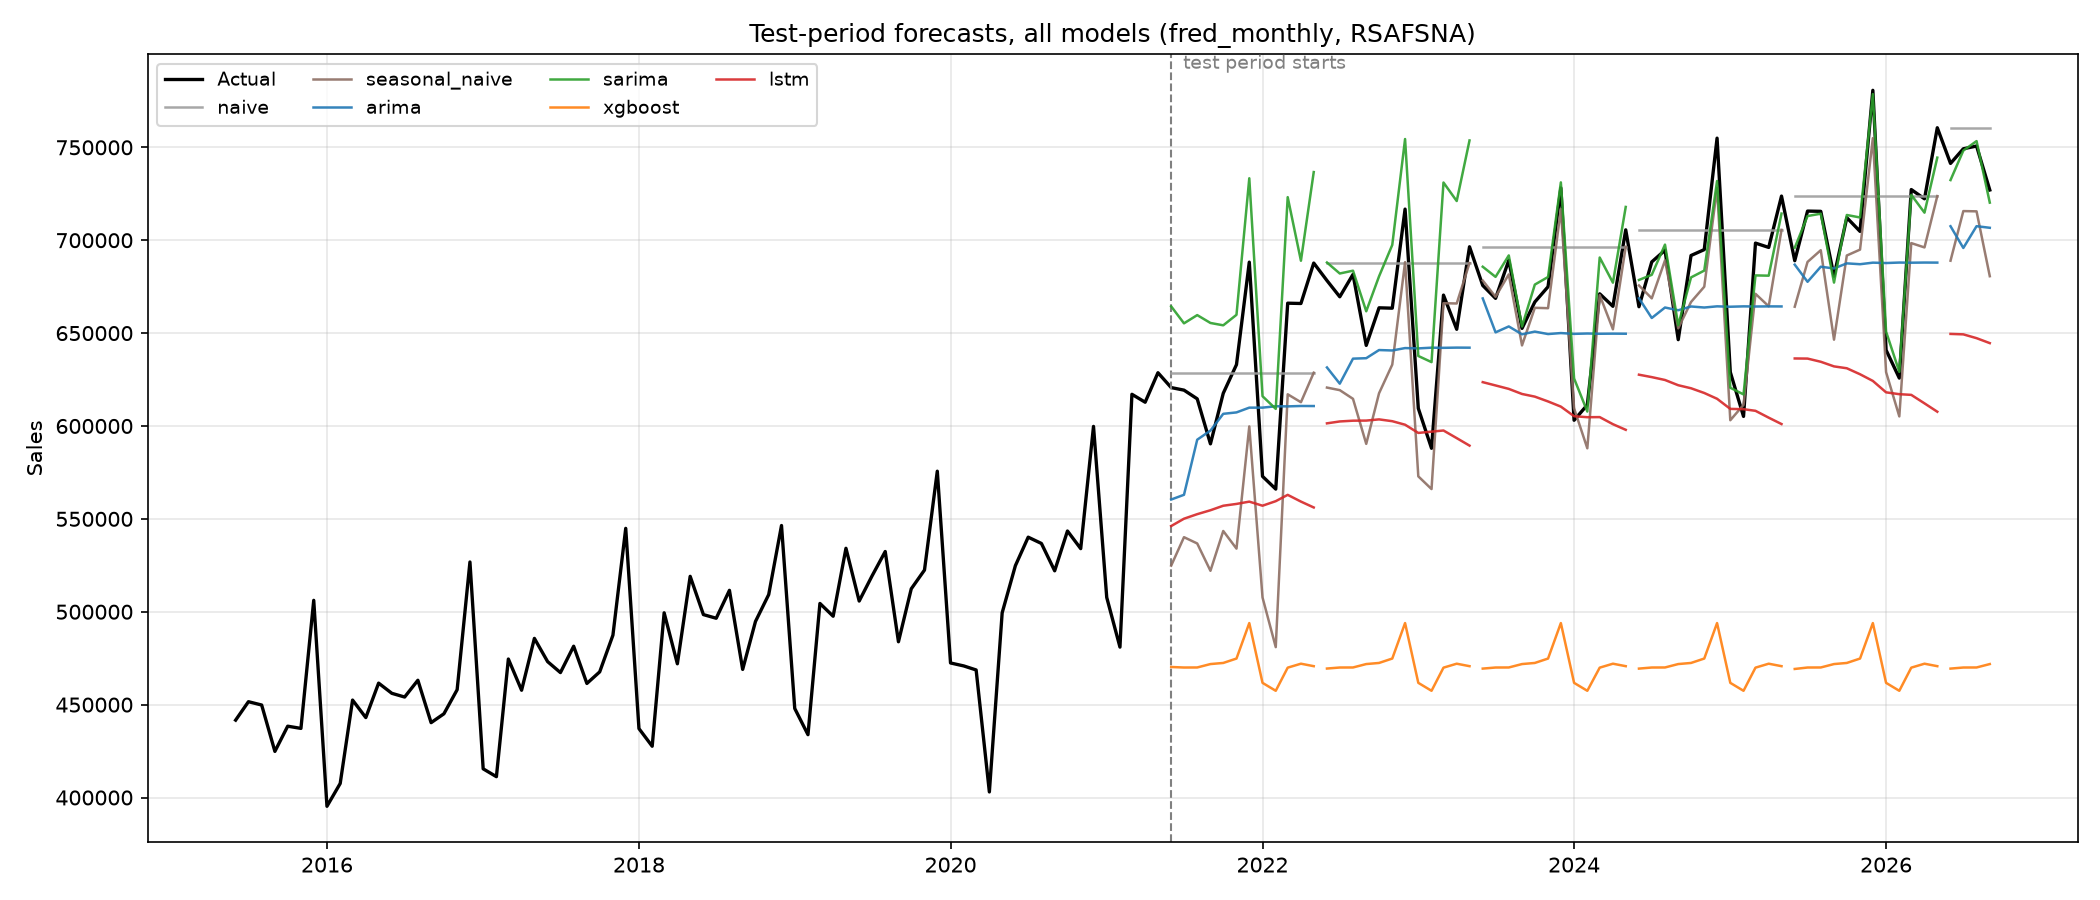 Test-period forecasts, all models (fred_monthly, RSAFSNA)
Actual seasonal_naive sarima lstm
naive arima xgboost
test period starts
750000
700000
650000
600000
550000
500000
450000
400000
Sales
2016 2018 2020 2022 2024 2026